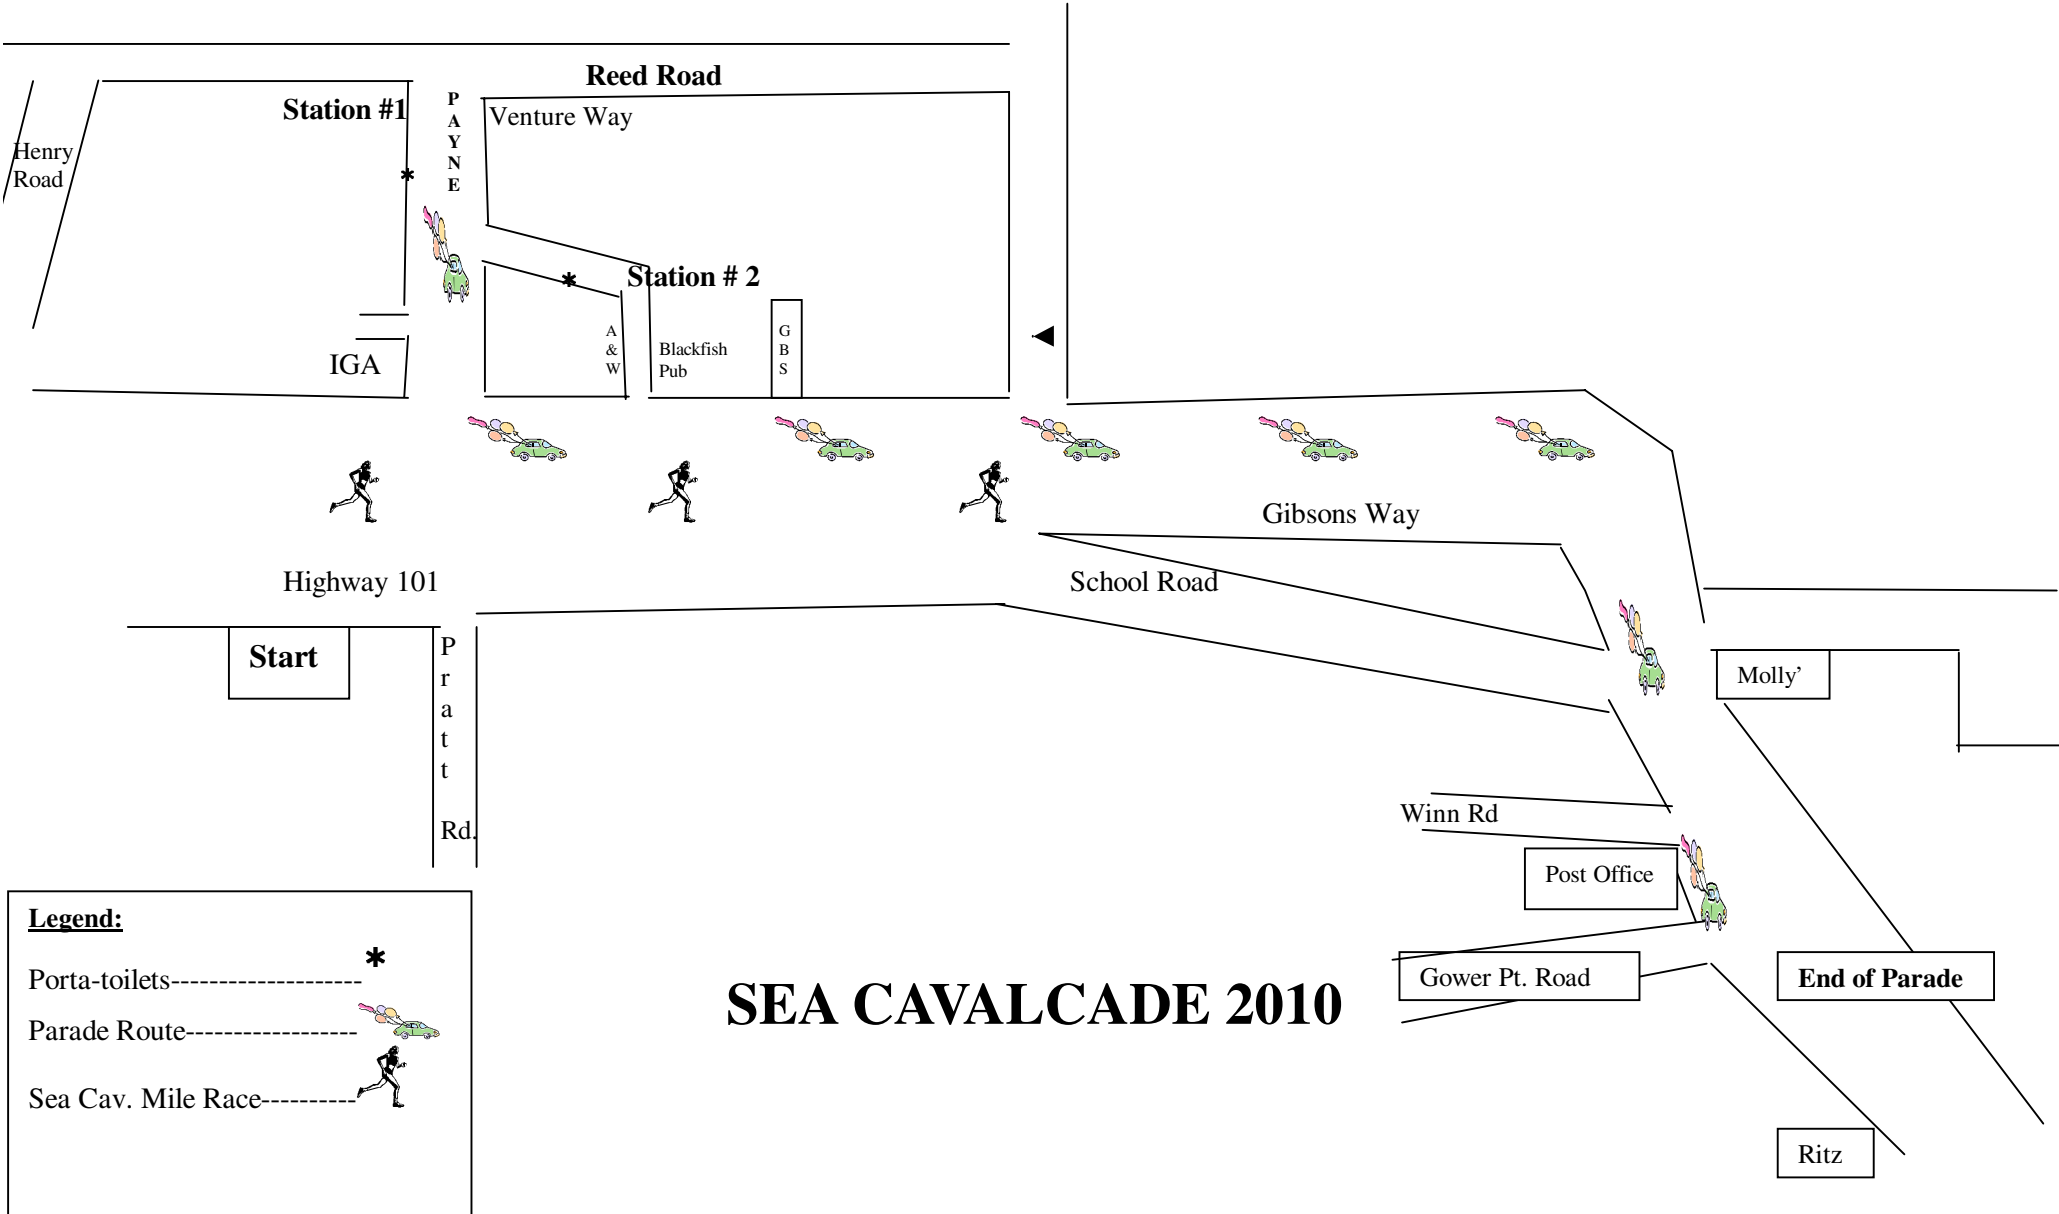 Reed Road
Station #1
PAYNE
Venture Way
Henry
Road
Station # 2
A
&
W
Blackfish
Pub
G
B
S
IGA
Gibsons Way
Highway 101
School Road
Start
Pratt
Rd.
Molly’
Winn Rd
Post Office
Gower Pt. Road
End of Parade
Ritz
SEA CAVALCADE 2010
Legend:
*
Porta-toilets-------------------
Parade Route-----------------
Sea Cav. Mile Race----------